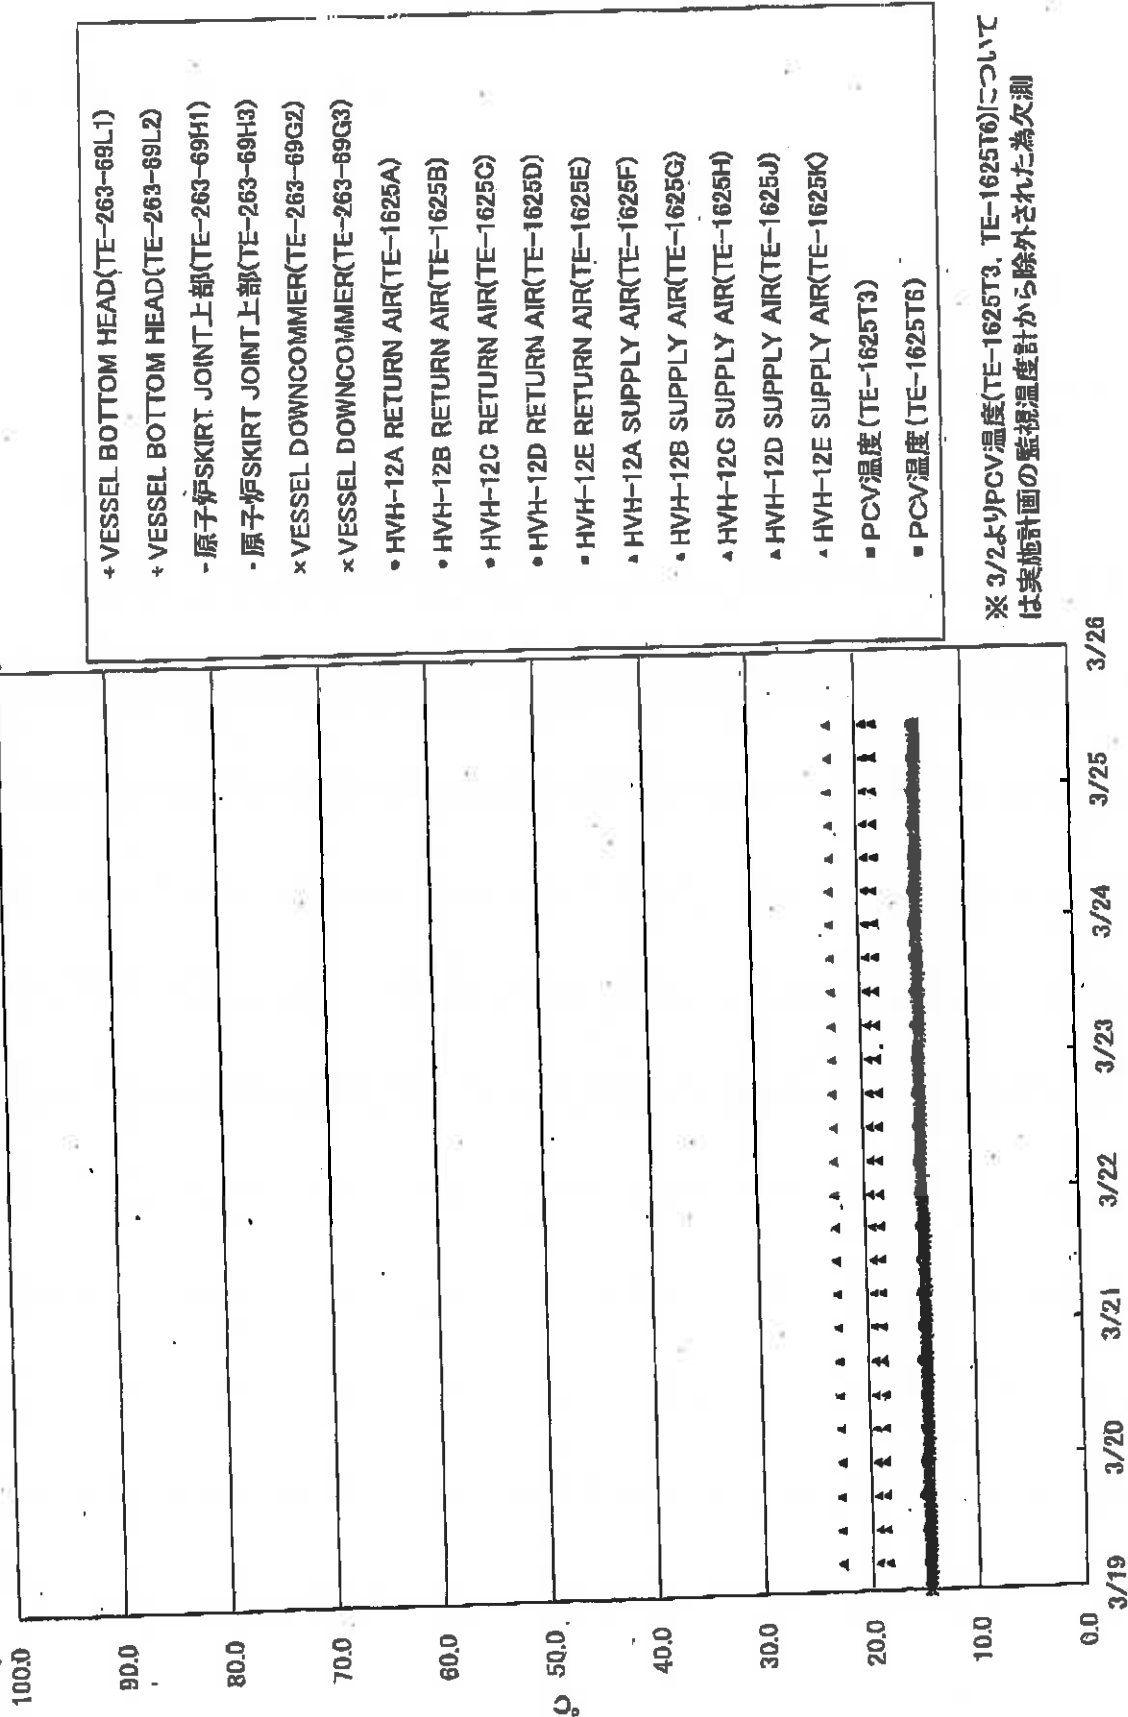 100.0
90.0
80.0
70.0
60.0
50.0
40.0
30.0
20.0
10.0
0.0
℃
3/19
3/20
3/21
3/22
3/23
3/24
3/25
3/26
+ VESSEL BOTTOM HEAD(TE-263-69L1)
+ VESSEL BOTTOM HEAD(TE-263-69L2)
- 原子炉SKIRT JOINT上部(TE-263-69H1)
- 原子炉SKIRT JOINT上部(TE-263-69H3)
× VESSEL DOWNCOMMER(TE-263-69G2)
× VESSEL DOWNCOMMER(TE-263-69G3)
● HVH-12A RETURN AIR(TE-1625A)
● HVH-12B RETURN AIR(TE-1625B)
● HVH-12C RETURN AIR(TE-1625C)
● HVH-12D RETURN AIR(TE-1625D)
● HVH-12E RETURN AIR(TE-1625E)
▲ HVH-12A SUPPLY AIR(TE-1625F)
▲ HVH-12B SUPPLY AIR(TE-1625G)
▲ HVH-12C SUPPLY AIR(TE-1625H)
▲ HVH-12D SUPPLY AIR(TE-1625J)
▲ HVH-12E SUPPLY AIR(TE-1625K)
■ PCV温度(TE-1625T3)
■ PCV温度(TE-1625T6)
※ 3/2よりPCV温度(TE-1625T3、TE-1625T6)について
は実施計画の監視温度計から除外された為欠測